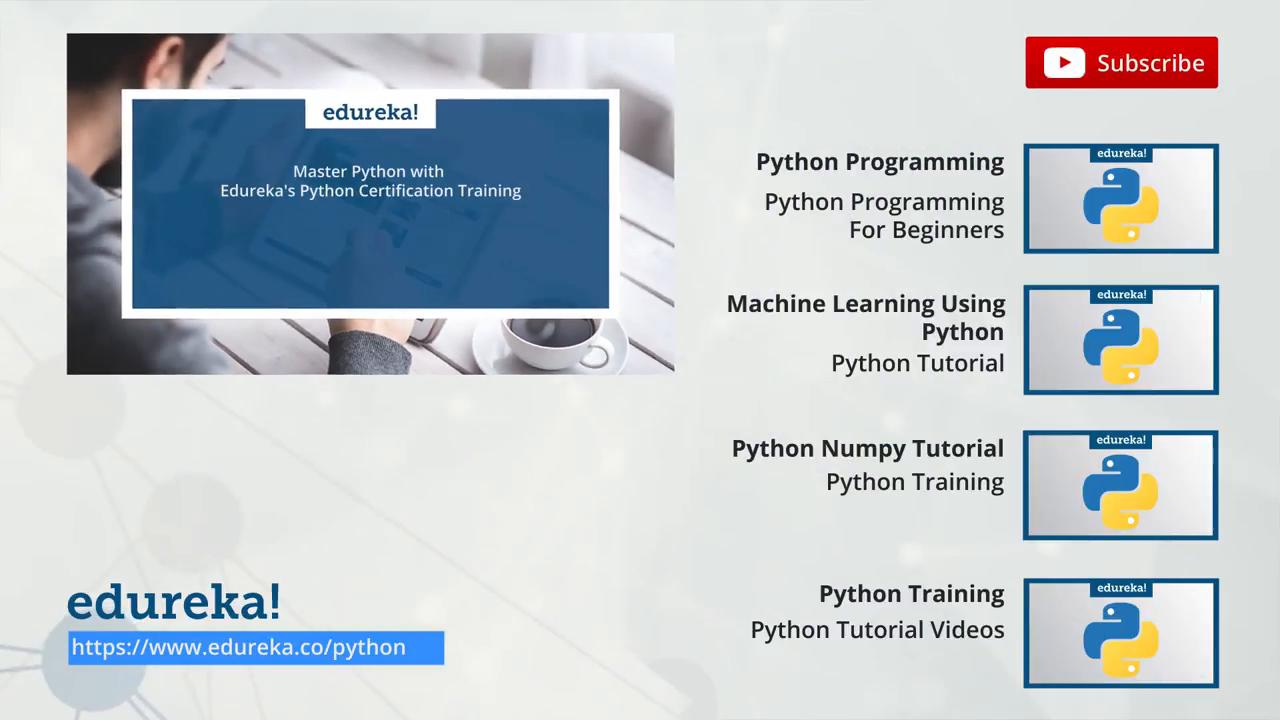 edureka!
Master Python with
Edureka's Python Certification Training
Subscribe
Python Programming
Python Programming
For Beginners
edureka!
Machine Learning Using
Python
Python Tutorial
edureka!
Python Numpy Tutorial
Python Training
edureka!
Python Training
Python Tutorial Videos
edureka!
edureka!
https://www.edureka.co/python